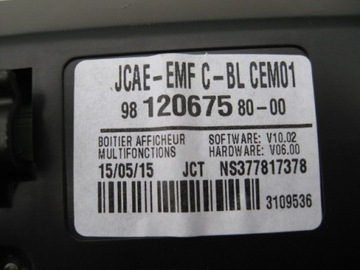 JCAE-EMF C-BL CEM01
98 120675 80-00
BOITIER AFFICHEUR SOFTWARE: V10.02
MULTIFONCTIONS HARDWARE: V06.00
15/05/15 JCT NS377817378
3109536